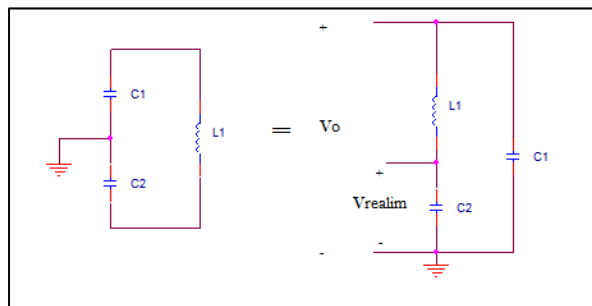 C1
L1
C2
=
+
Vo
-
L1
C1
+
Vrealim
-
C2